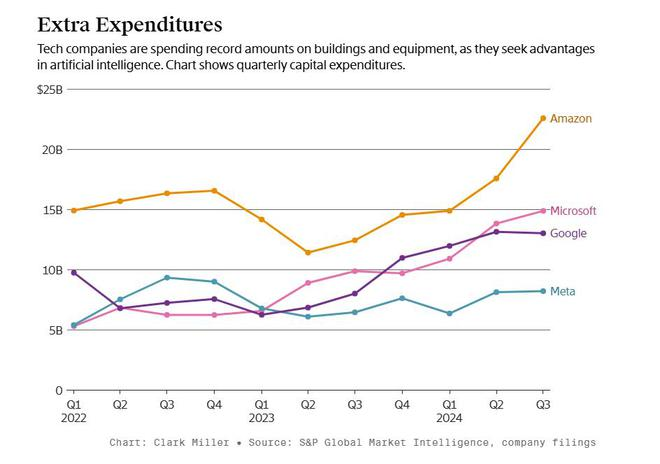 Extra Expenditures
Tech companies are spending record amounts on buildings and equipment, as they seek advantages
in artificial intelligence. Chart shows quarterly capital expenditures.
$25B
Amazon
20B
15B
Microsoft
Google
10B
Meta
5B
0
Q1 Q2 Q3 Q4 Q1 Q2 Q3 Q4 Q1 Q2 Q3
2022 2023 2024
Chart: Clark Miller • Source: S&P Global Market Intelligence, company filings